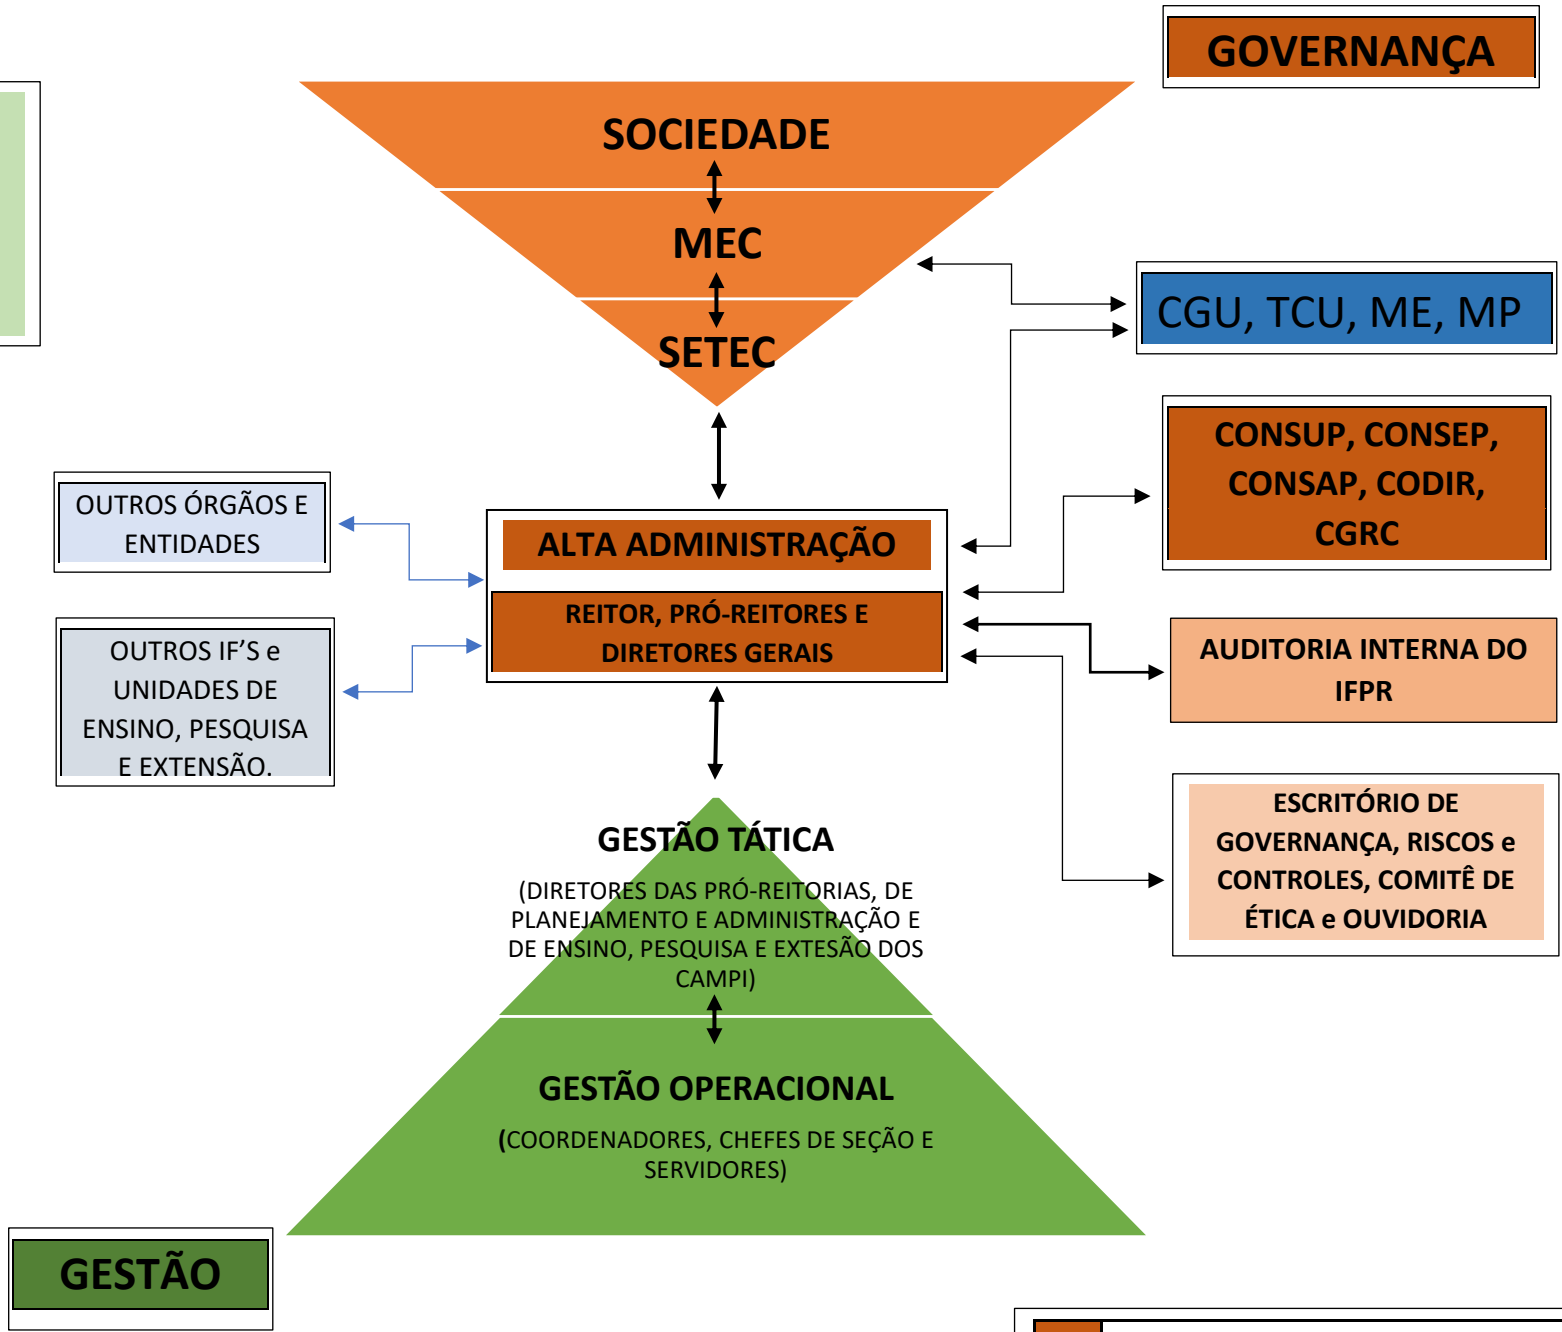 GOVERNANÇA
SOCIEDADE
MEC
SETEC
CGU, TCU, ME, MP
CONSUP, CONSEP,
CONSAP, CODIR,
CGRC
OUTROS ÓRGÃOS E
ENTIDADES
ALTA ADMINISTRAÇÃO
REITOR, PRÓ-REITORES E
DIRETORES GERAIS
OUTROS IF’S e
UNIDADES DE
ENSINO, PESQUISA
E EXTENSÃO.
AUDITORIA INTERNA DO
IFPR
ESCRITÓRIO DE
GOVERNANÇA, RISCOS e
CONTROLES, COMITÊ DE
ÉTICA e OUVIDORIA
GESTÃO TÁTICA
(DIRETORES DAS PRÓ-REITORIAS, DE
PLANEJAMENTO E ADMINISTRAÇÃO E
DE ENSINO, PESQUISA E EXTESÃO DOS
CAMPI)
GESTÃO OPERACIONAL
(COORDENADORES, CHEFES DE SEÇÃO E
SERVIDORES)
GESTÃO